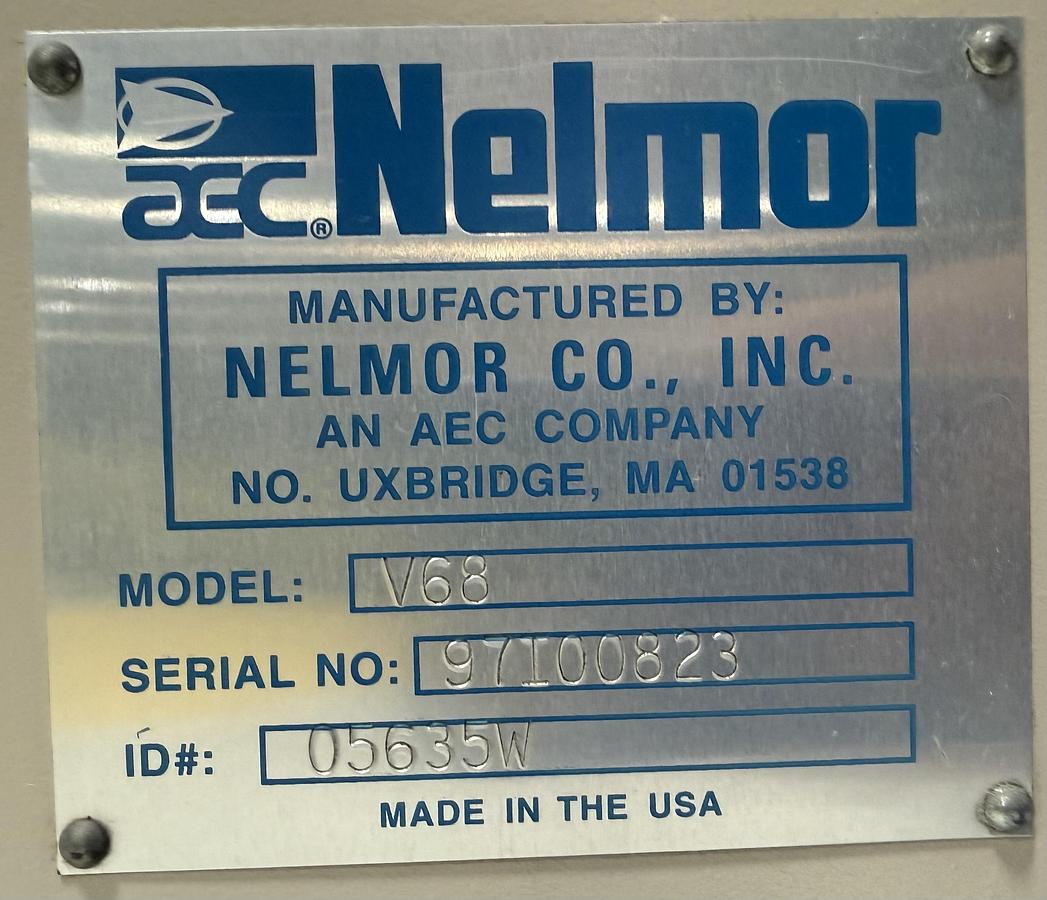 AEC® Nelmor
MANUFACTURED BY:
NELMOR CO., INC.
AN AEC COMPANY
NO. UXBRIDGE, MA 01538
MODEL: V68
SERIAL NO: 97I00823
ID#: 05635W
MADE IN THE USA